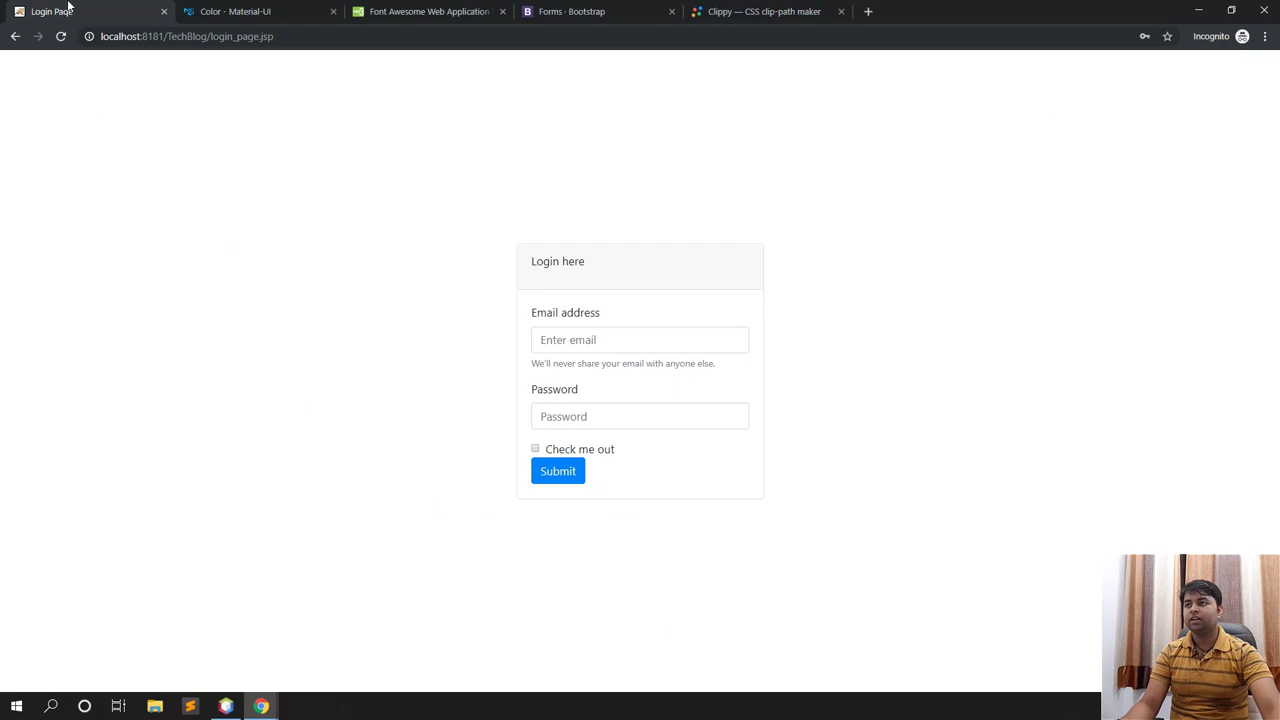 Login Page
Color - Material-UI
Font Awesome Web Application
Forms · Bootstrap
Clippy — CSS clip-path maker
localhost:8181/TechBlog/login_page.jsp
Incognito
Login here
Email address
Enter email
We'll never share your email with anyone else.
Password
Password
Check me out
Submit